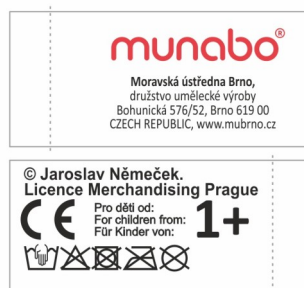 munabo®
Moravská ústředna Brno,
družstvo umělecké výroby
Bohunická 576/52, Brno 619 00
CZECH REPUBLIC, www.mubrno.cz
© Jaroslav Němeček.
Licence Merchandising Prague
CE Pro děti od: 1+
For children from:
Für Kinder von: